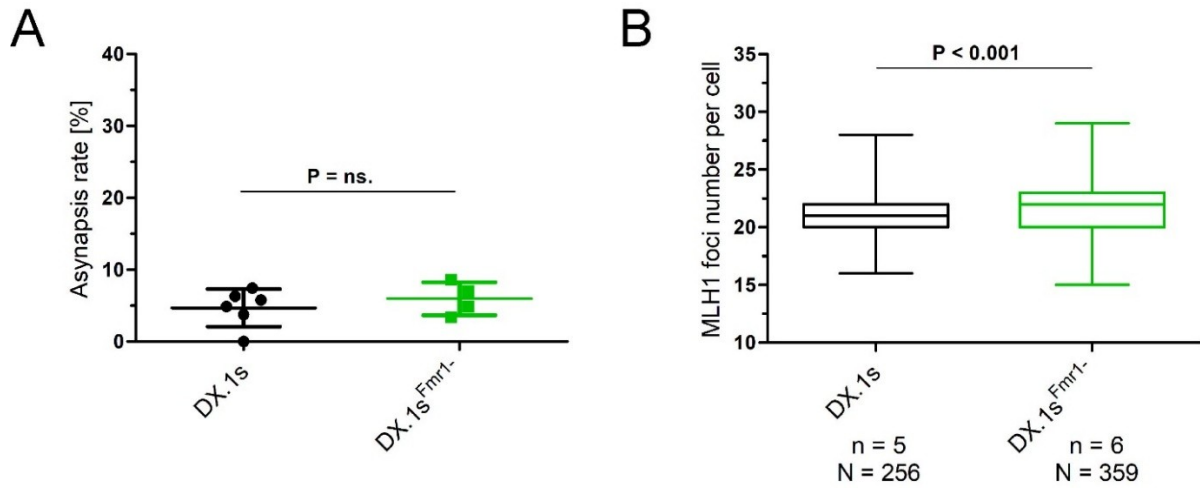 A
Asynapsis rate [%]
40
30
20
10
0
P = ns.
DX.1s
DX.1sFmr1-
B
MLH1 foci number per cell
35
30
25
20
15
10
P < 0.001
DX.1s
DX.1sFmr1-
n = 5
N = 256
n = 6
N = 359